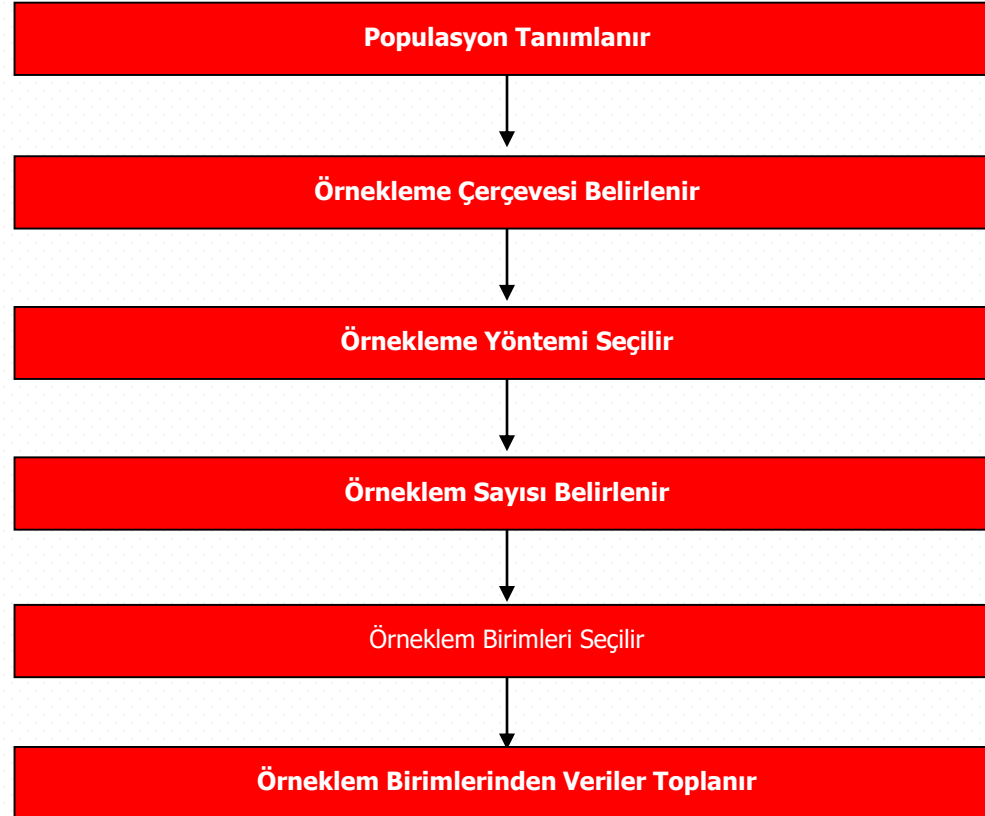 Populasyon Tanımlanır
Örnekleme Çerçevesi Belirlenir
Örnekleme Yöntemi Seçilir
Örneklem Sayısı Belirlenir
Örneklem Birimleri Seçilir
Örneklem Birimlerinden Veriler Toplanır